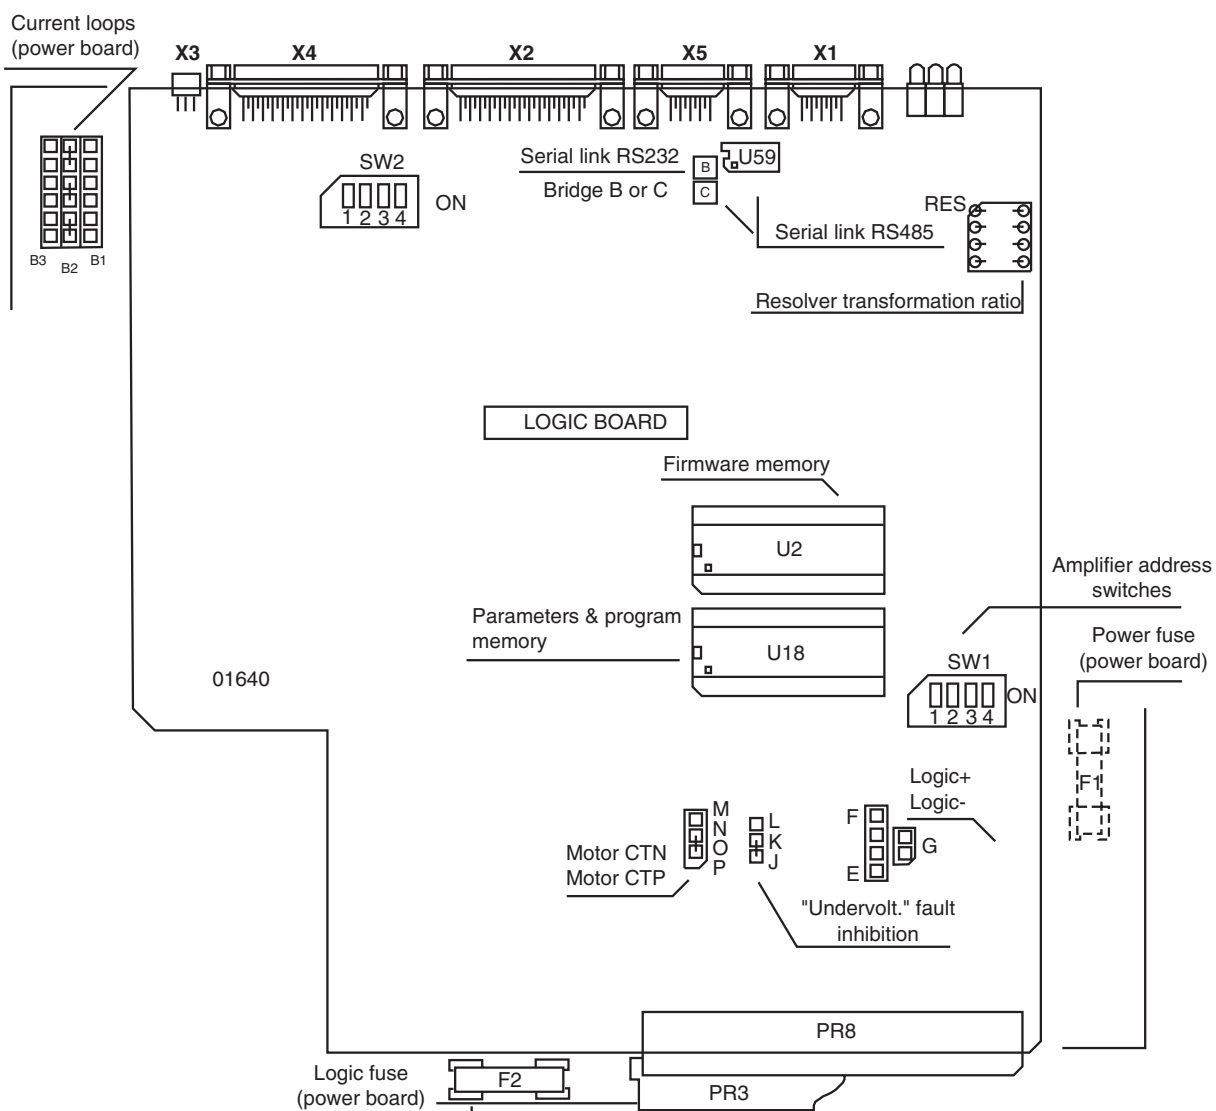 Current loops
(power board)
X3
X4
X2
X5
X1
SW2
1 2 3 4
ON
Serial link RS232
Bridge B or C
B
C
U59
RES
Serial link RS485
Resolver transformation ratio
B3
B2
B1
LOGIC BOARD
Firmware memory
U2
Amplifier address
switches
Parameters & program
memory
U18
Power fuse
(power board)
SW1
1 2 3 4
ON
01640
F1
Logic+
Logic-
M
N
O
P
L
K
J
F
E
G
Motor CTN
Motor CTP
"Undervolt." fault
inhibition
PR8
Logic fuse
(power board)
F2
PR3